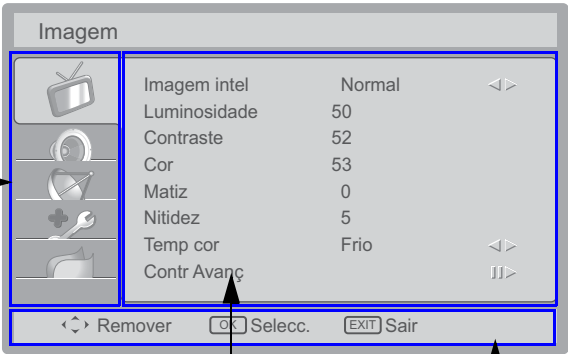 Imagem
Imagem intel Normal
Luminosidade 50
Contraste 52
Cor 53
Matiz 0
Nitidez 5
Temp cor Frio
Contr Avanç
Remover OK Selecc. EXIT Sair